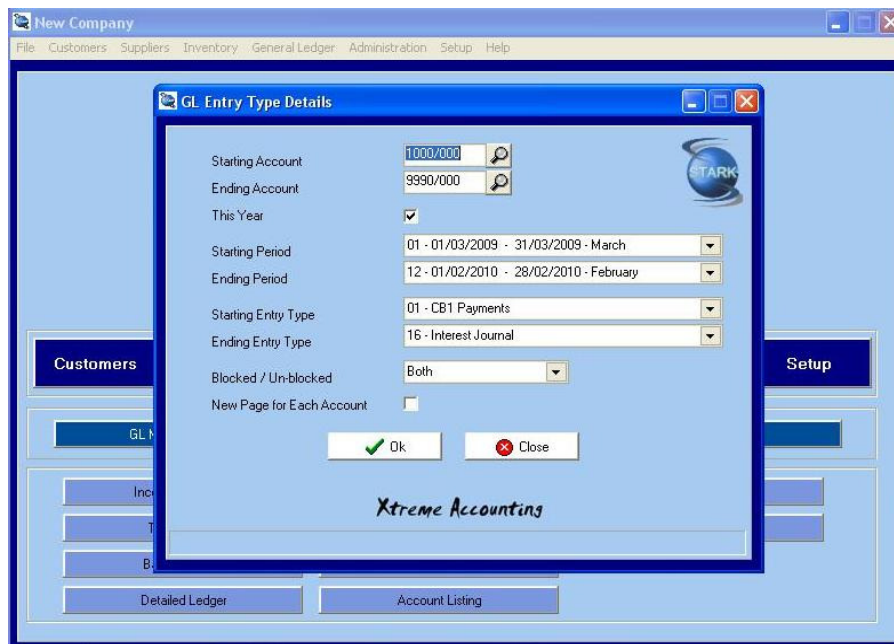 New Company
File Customers Suppliers Inventory General Ledger Administration Setup Help
GL Entry Type Details
STARK
Starting Account 1000/000
Ending Account 9990/000
This Year
Starting Period 01 - 01/03/2009 - 31/03/2009 - March
Ending Period 12 - 01/02/2010 - 28/02/2010 - February
Starting Entry Type 01 - CB1 Payments
Ending Entry Type 16 - Interest Journal
Customers Setup
Blocked / Un-blocked Both
New Page for Each Account
GL
Ok Close
Xtreme Accounting
Detailed Ledger Account Listing